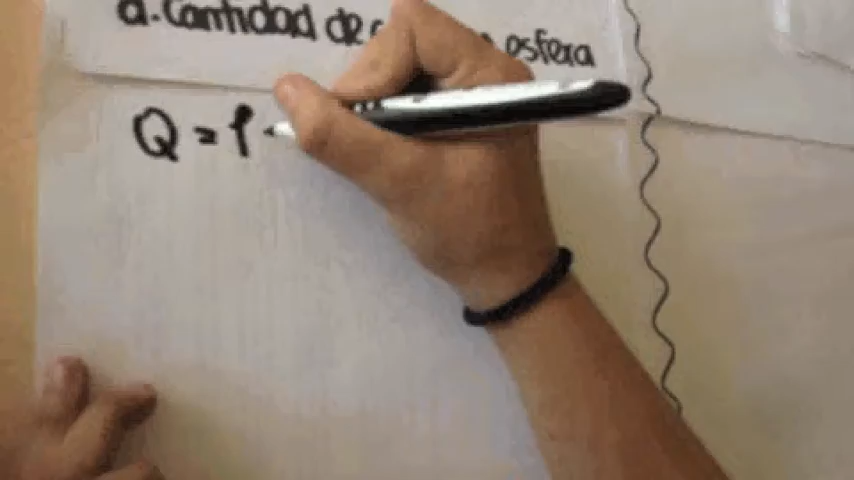 a. Cantidad de esfera
Q = ρ